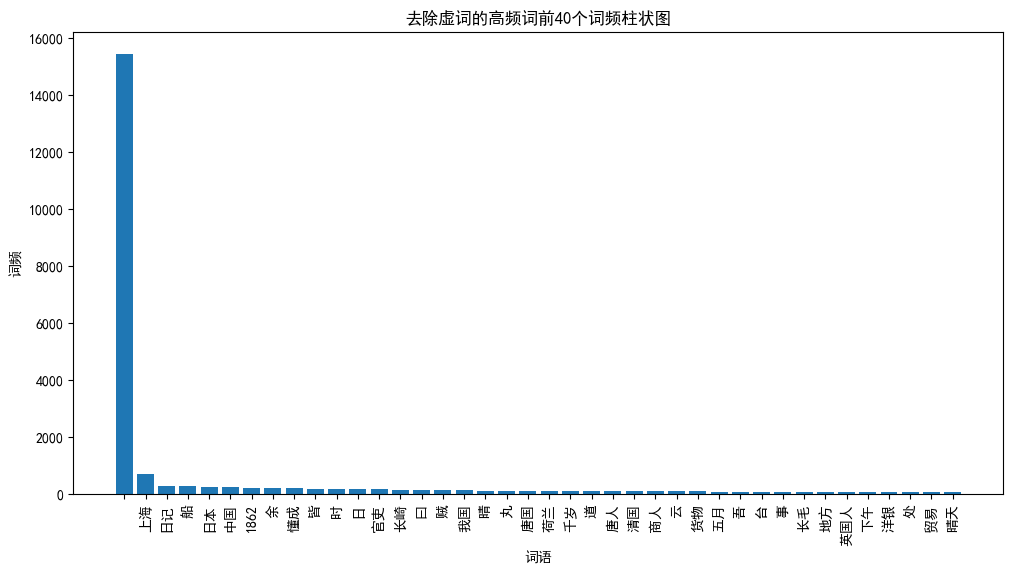 去除虚词的高频词前40个词频柱状图
16000
14000
12000
10000
8000
6000
4000
2000
0
词频
上海
日记
船
日本
中国
1862
余
懂成
皆
时
日
官吏
长崎
曰
贼
我国
晴
丸
唐国
荷兰
千岁
道
唐人
清国
商人
云
货物
五月
吾
台
事
长毛
地方
英国人
下午
洋银
处
贸易
晴天
词语